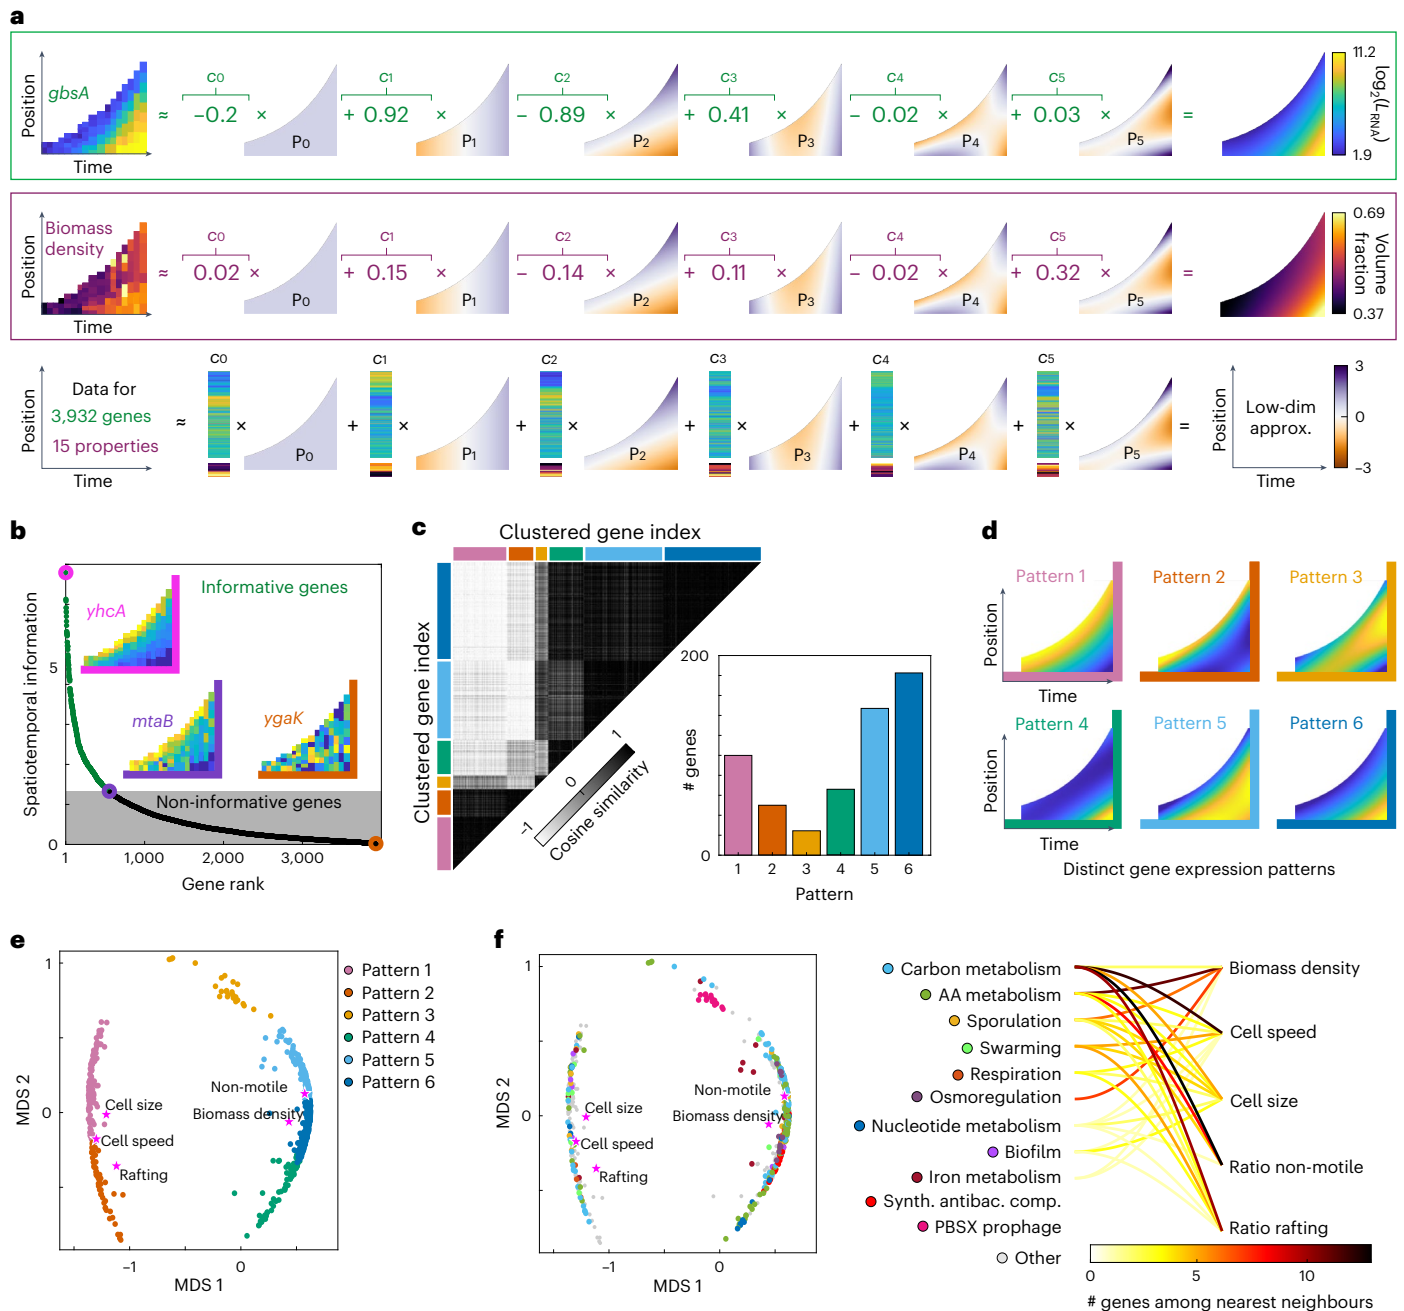 a
gbsA
Position
Time
≈
c0
−0.2 ×
P0
c1
+ 0.92 ×
P1
c2
− 0.89 ×
P2
c3
+ 0.41 ×
P3
c4
− 0.02 ×
P4
c5
+ 0.03 ×
P5
=
11.2
log2(LRNA)
1.9
Biomass
density
Position
Time
≈
c0
0.02 ×
P0
c1
+ 0.15 ×
P1
c2
− 0.14 ×
P2
c3
+ 0.11 ×
P3
c4
− 0.02 ×
P4
c5
+ 0.32 ×
P5
=
0.69
Volume
fraction
0.37
Position
Data for
3,932 genes
15 properties
Time
≈
c0
×
P0
+
c1
×
P1
+
c2
×
P2
+
c3
×
P3
+
c4
×
P4
+
c5
×
P5
=
Position
Low-dim
approx.
Time
3
0
−3
b
Spatiotemporal information
5
0
Informative genes
yhcA
mtaB
ygaK
Non-informative genes
1
1,000
2,000
3,000
Gene rank
c
Clustered gene index
Clustered gene index
−1
0
1
Cosine similarity
200
# genes
0
1 2 3 4 5 6
Pattern
d
Position
Pattern 1
Pattern 2
Pattern 3
Time
Position
Pattern 4
Pattern 5
Pattern 6
Time
Distinct gene expression patterns
e
MDS 2
1
0
−1
0
MDS 1
Non-motile
Biomass density
Cell size
Cell speed
Rafting
Pattern 1
Pattern 2
Pattern 3
Pattern 4
Pattern 5
Pattern 6
f
MDS 2
1
0
−1
0
MDS 1
Non-motile
Biomass density
Cell size
Cell speed
Rafting
Carbon metabolism
AA metabolism
Sporulation
Swarming
Respiration
Osmoregulation
Nucleotide metabolism
Biofilm
Iron metabolism
Synth. antibac. comp.
PBSX prophage
Other
Biomass density
Cell speed
Cell size
Ratio non-motile
Ratio rafting
0
5
10
# genes among nearest neighbours